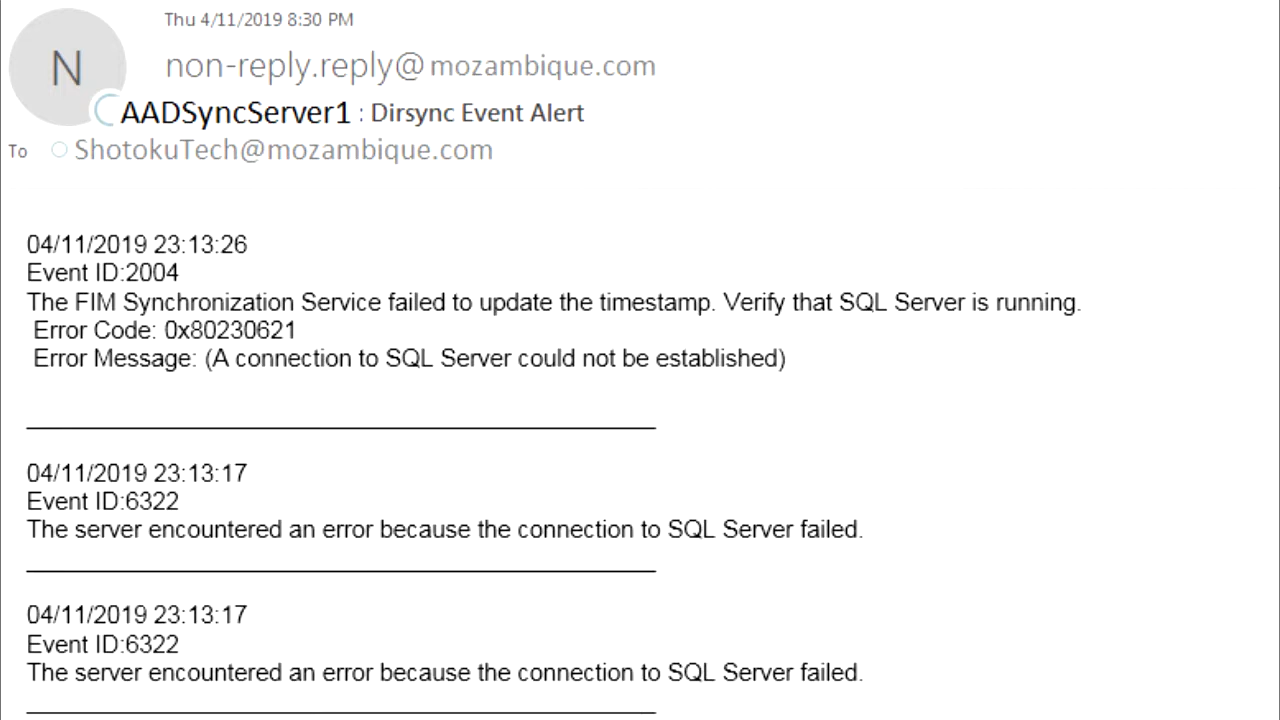 Thu 4/11/2019 8:30 PM
N
non-reply.reply@mozambique.com
AADSyncServer1 : Dirsync Event Alert
To ShotokuTech@mozambique.com
04/11/2019 23:13:26
Event ID:2004
The FIM Synchronization Service failed to update the timestamp. Verify that SQL Server is running.
Error Code: 0x80230621
Error Message: (A connection to SQL Server could not be established)
04/11/2019 23:13:17
Event ID:6322
The server encountered an error because the connection to SQL Server failed.
04/11/2019 23:13:17
Event ID:6322
The server encountered an error because the connection to SQL Server failed.